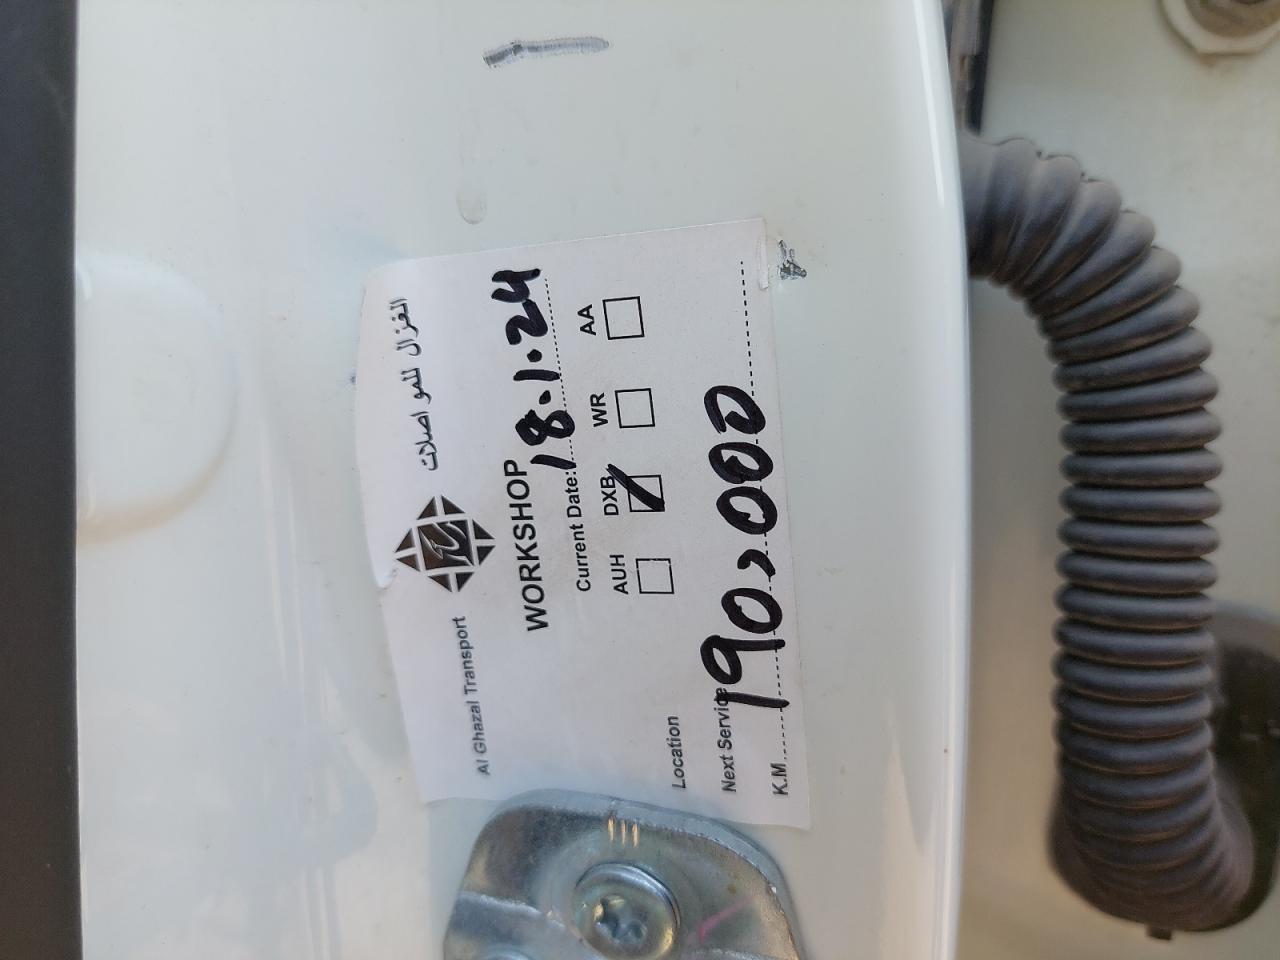 Al Ghazal Transport الغزال للمواصلات
WORKSHOP
Current Date: 18.1.24
AUH DXB WR AA
Location
Next Service 190,000
K.M